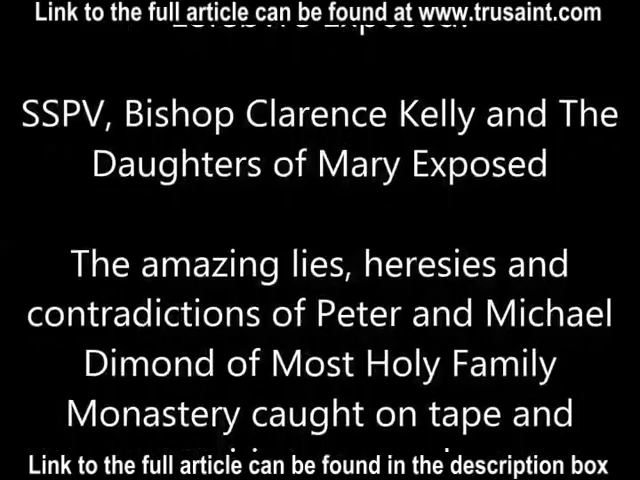 Link to the full article can be found at www.trusaint.com
Exposed.
SSPV, Bishop Clarence Kelly and The
Daughters of Mary Exposed
The amazing lies, heresies and
contradictions of Peter and Michael
Dimond of Most Holy Family
Monastery caught on tape and
Link to the full article can be found in the description box